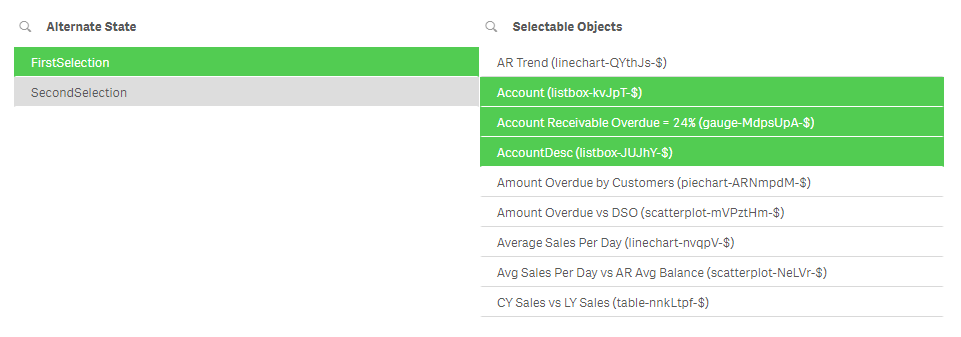 Alternate State
FirstSelection
SecondSelection
Selectable Objects
AR Trend (linechart-QYthJs-$)
Account (listbox-kvJpT-$)
Account Receivable Overdue = 24% (gauge-MdpsUpA-$)
AccountDesc (listbox-JUJhY-$)
Amount Overdue by Customers (piechart-ARNmpdM-$)
Amount Overdue vs DSO (scatterplot-mVPztHm-$)
Average Sales Per Day (linechart-nvqpV-$)
Avg Sales Per Day vs AR Avg Balance (scatterplot-NeLVr-$)
CY Sales vs LY Sales (table-nnkLtpf-$)